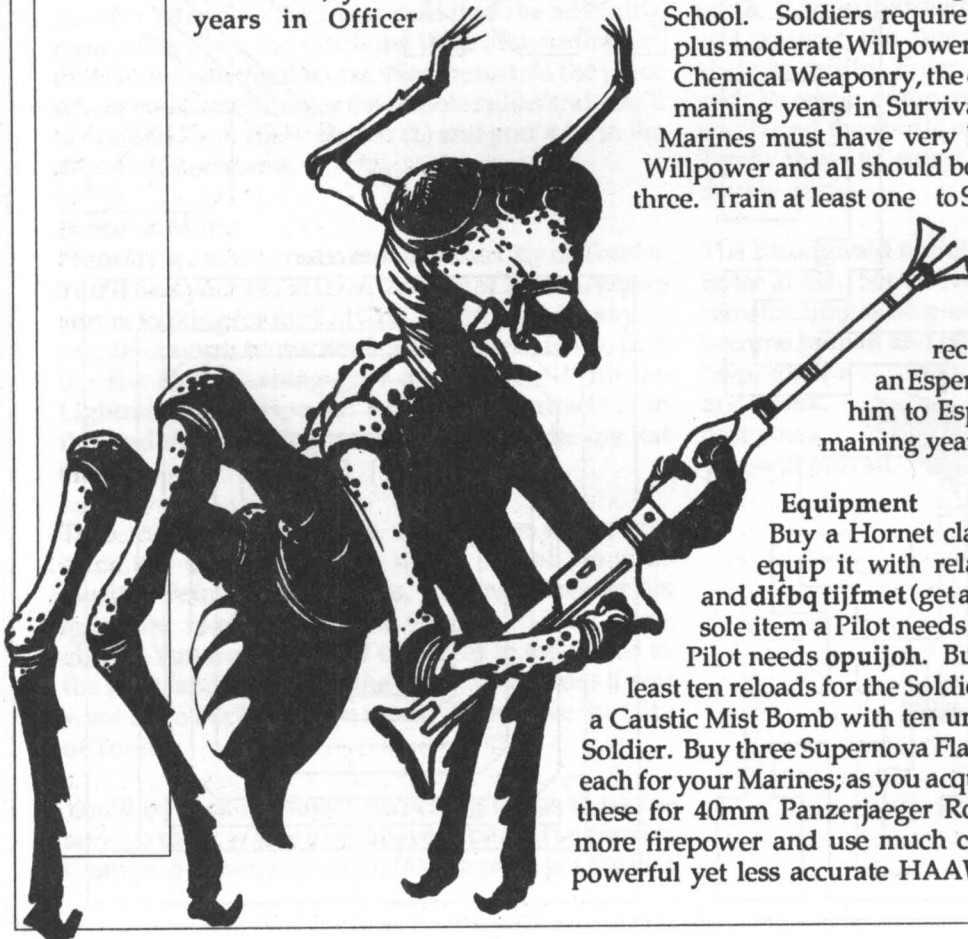 years in Officer
School. Soldiers require
plus moderate Willpower
Chemical Weaponry, the
maining years in Surviv
Marines must have very
Willpower and all should be
three. Train at least one to S
rec
an Esper
him to Esp
maining year
Equipment
Buy a Hornet cla
equip it with rela
and difbq tijfmet (get a
sole item a Pilot needs
Pilot needs opuijoh. Bu
least ten reloads for the Soldie
a Caustic Mist Bomb with ten un
Soldier. Buy three Supernova Fla
each for your Marines; as you acqu
these for 40mm Panzerjaeger Ro
more firepower and use much c
powerful yet less accurate HAAW